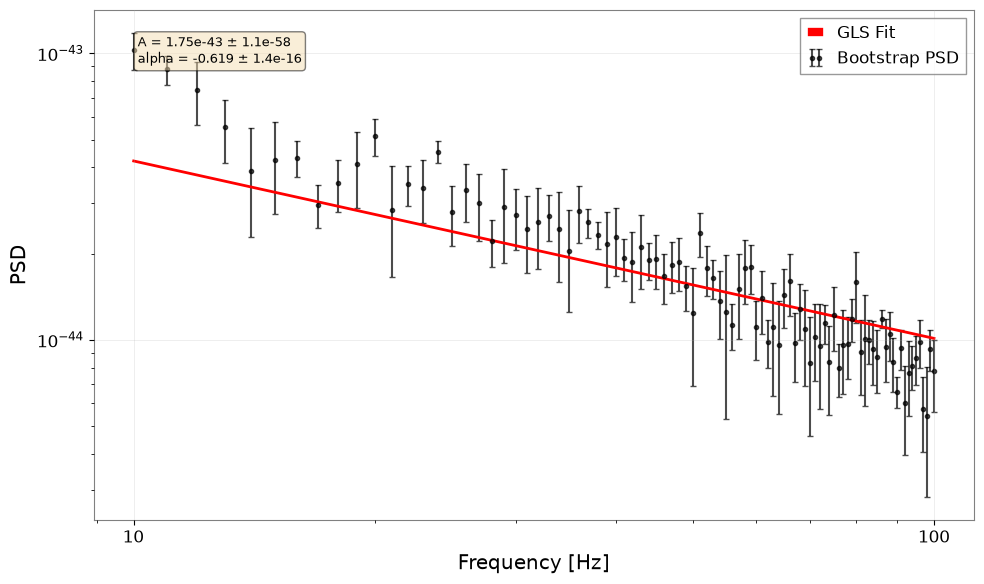 A = 1.75e-43 ± 1.1e-58
alpha = -0.619 ± 1.4e-16
GLS Fit
Bootstrap PSD
PSD
10⁻⁴³
10⁻⁴⁴
10
100
Frequency [Hz]